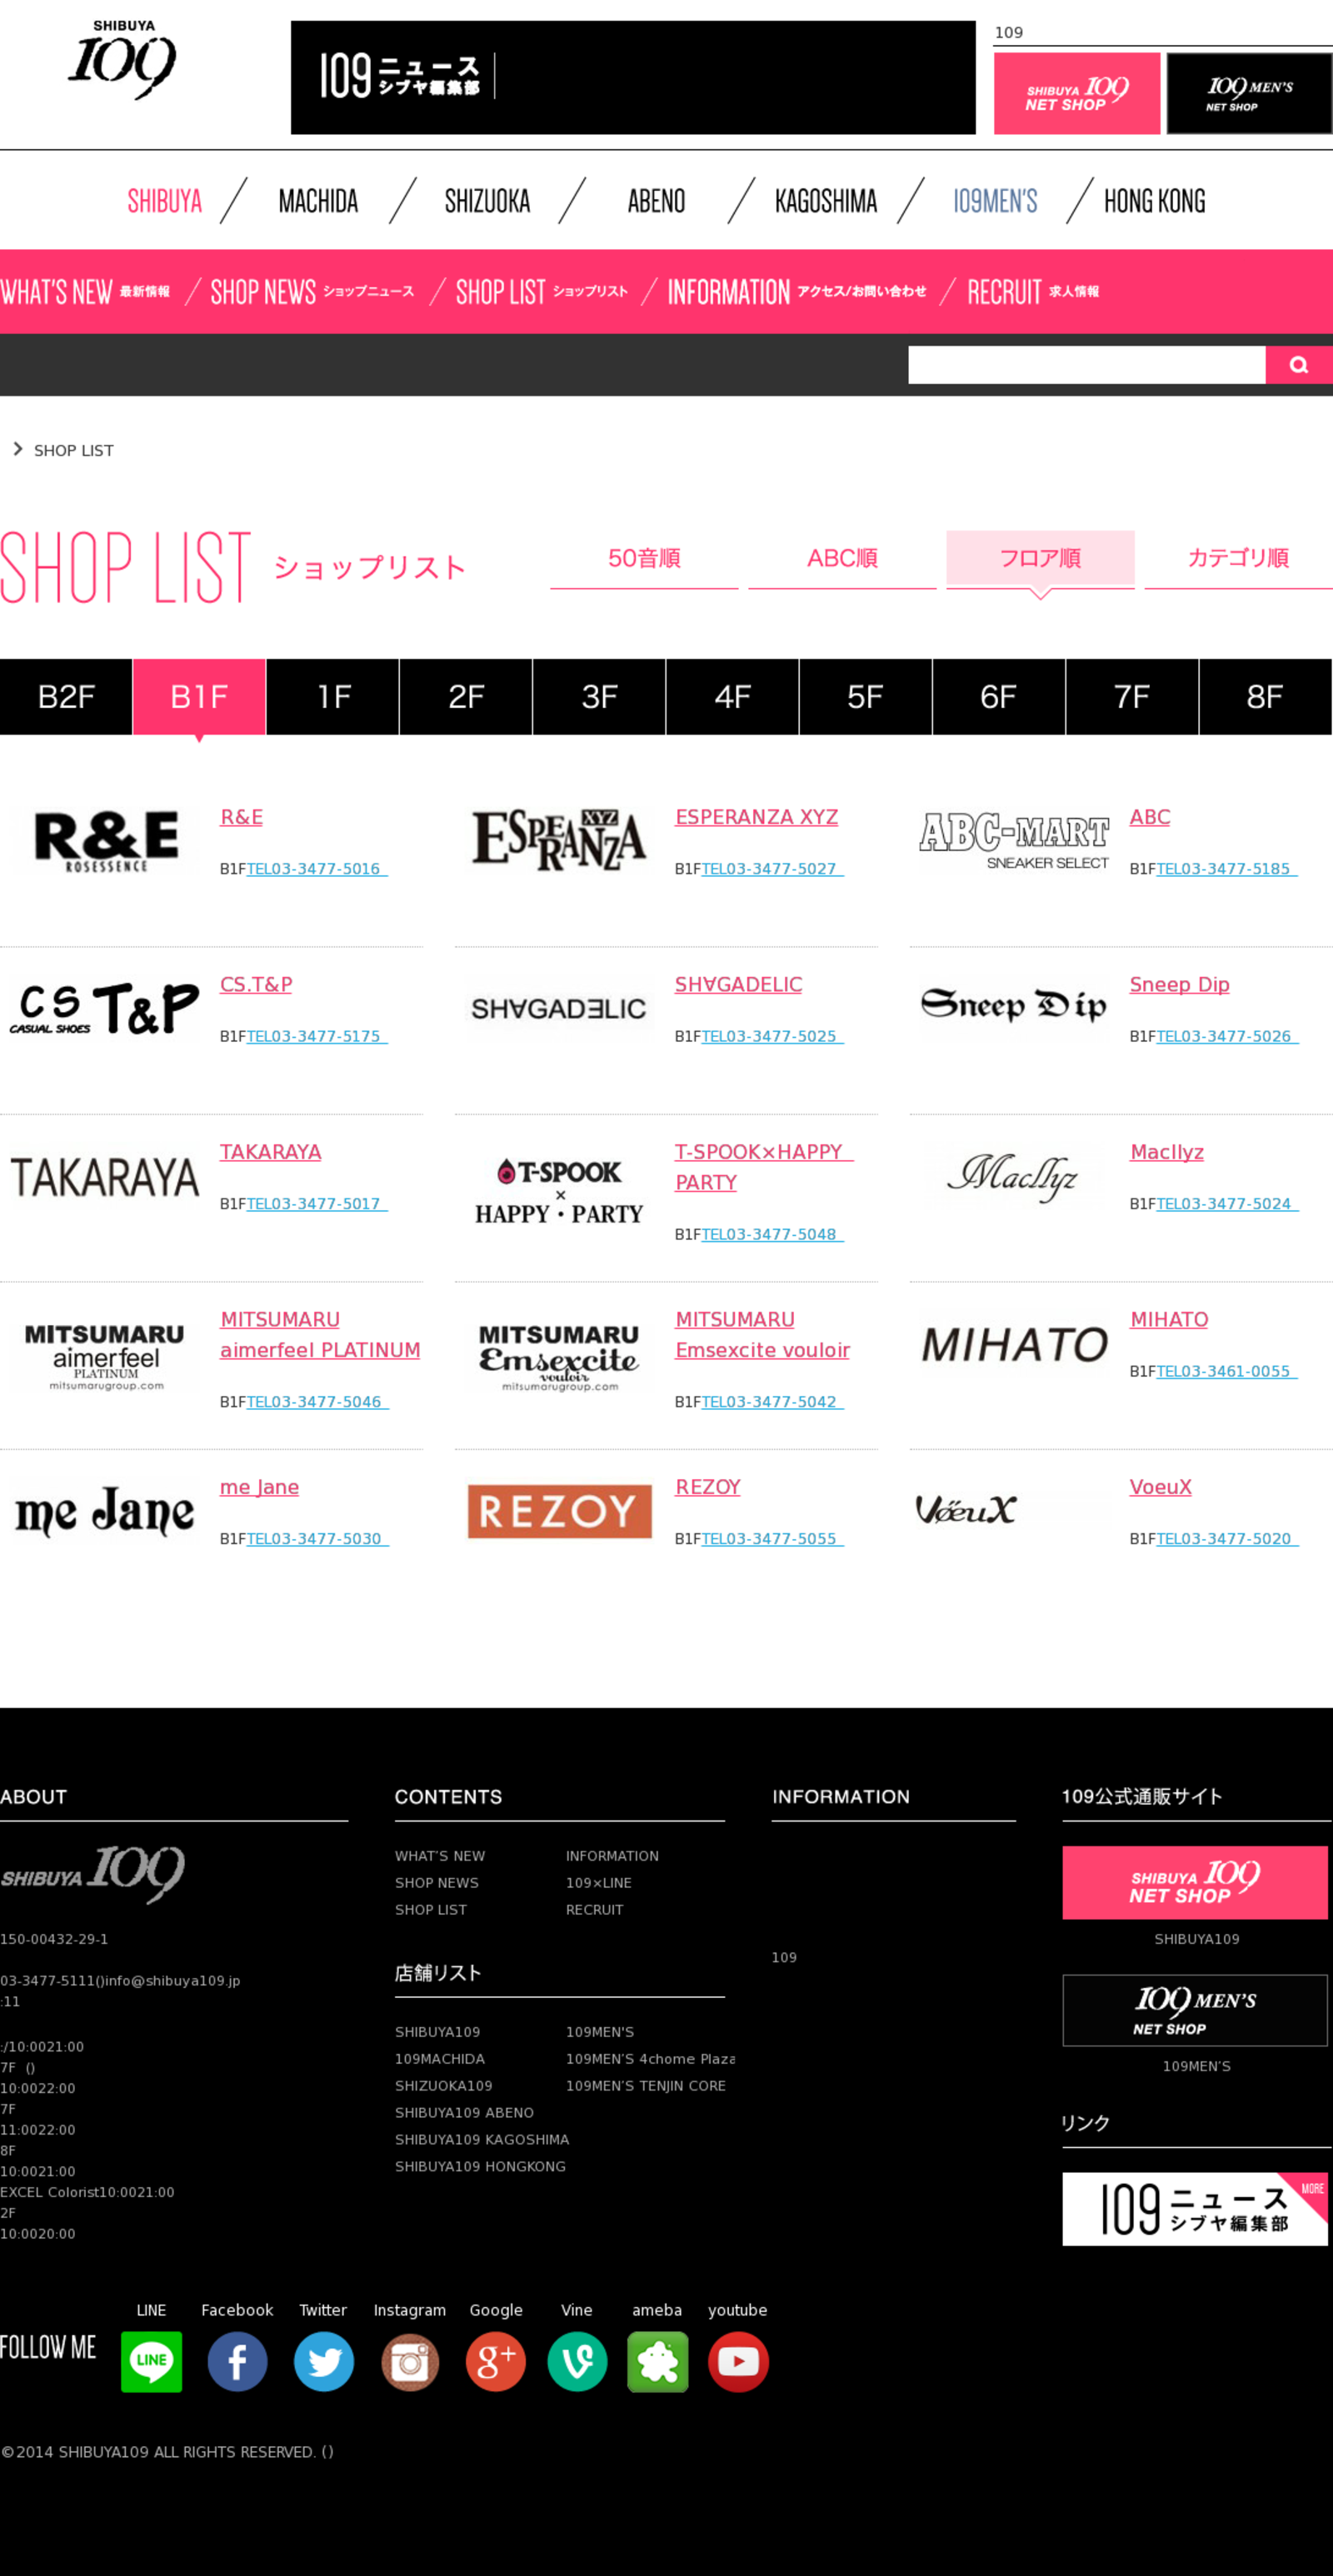 SHIBUYA
109
109 ニュース
シブヤ編集部
109
SHIBUYA 109
NET SHOP
109 MEN'S
NET SHOP
SHIBUYA
MACHIDA
SHIZUOKA
ABENO
KAGOSHIMA
109MEN'S
HONG KONG
WHAT'S NEW 最新情報
SHOP NEWS ショップニュース
SHOP LIST ショップリスト
INFORMATION アクセス/お問い合わせ
RECRUIT 求人情報
SHOP LIST
SHOP LIST ショップリスト
50音順
ABC順
フロア順
カテゴリ順
B2F
B1F
1F
2F
3F
4F
5F
6F
7F
8F
R&E
ROSESSENCE
R&E
B1FTEL03-3477-5016
ESPERANZA XYZ
ESPERANZA XYZ
B1FTEL03-3477-5027
ABC-MART
SNEAKER SELECT
ABC
B1FTEL03-3477-5185
CS T&P
CASUAL SHOES
CS.T&P
B1FTEL03-3477-5175
SH∀GADƎLIC
SH∀GADELIC
B1FTEL03-3477-5025
Sneep Dip
Sneep Dip
B1FTEL03-3477-5026
TAKARAYA
TAKARAYA
B1FTEL03-3477-5017
T-SPOOK
×
HAPPY・PARTY
T-SPOOK×HAPPY
PARTY
B1FTEL03-3477-5048
MacIIyz
MacIIyz
B1FTEL03-3477-5024
MITSUMARU
aimerfeel
PLATINUM
mitsumarugroup.com
MITSUMARU
aimerfeel PLATINUM
B1FTEL03-3477-5046
MITSUMARU
Emsexcite
vouloir
mitsumarugroup.com
MITSUMARU
Emsexcite vouloir
B1FTEL03-3477-5042
MIHATO
MIHATO
B1FTEL03-3461-0055
me Jane
me Jane
B1FTEL03-3477-5030
REZOY
REZOY
B1FTEL03-3477-5055
VöeuX
VoeuX
B1FTEL03-3477-5020
ABOUT
SHIBUYA 109
150-00432-29-1
03-3477-5111()info@shibuya109.jp
:11
:/10:0021:00
7F ()
10:0022:00
7F
11:0022:00
8F
10:0021:00
EXCEL Colorist10:0021:00
2F
10:0020:00
CONTENTS
WHAT'S NEW
INFORMATION
SHOP NEWS
109×LINE
SHOP LIST
RECRUIT
店舗リスト
SHIBUYA109
109MEN'S
109MACHIDA
109MEN'S 4chome Plaza
SHIZUOKA109
109MEN'S TENJIN CORE
SHIBUYA109 ABENO
SHIBUYA109 KAGOSHIMA
SHIBUYA109 HONGKONG
INFORMATION
109
109公式通販サイト
SHIBUYA 109
NET SHOP
SHIBUYA109
109 MEN'S
NET SHOP
109MEN'S
リンク
109 ニュース
シブヤ編集部
MORE
FOLLOW ME
LINE
Facebook
Twitter
Instagram
Google
Vine
ameba
youtube
LINE
©2014 SHIBUYA109 ALL RIGHTS RESERVED. ()